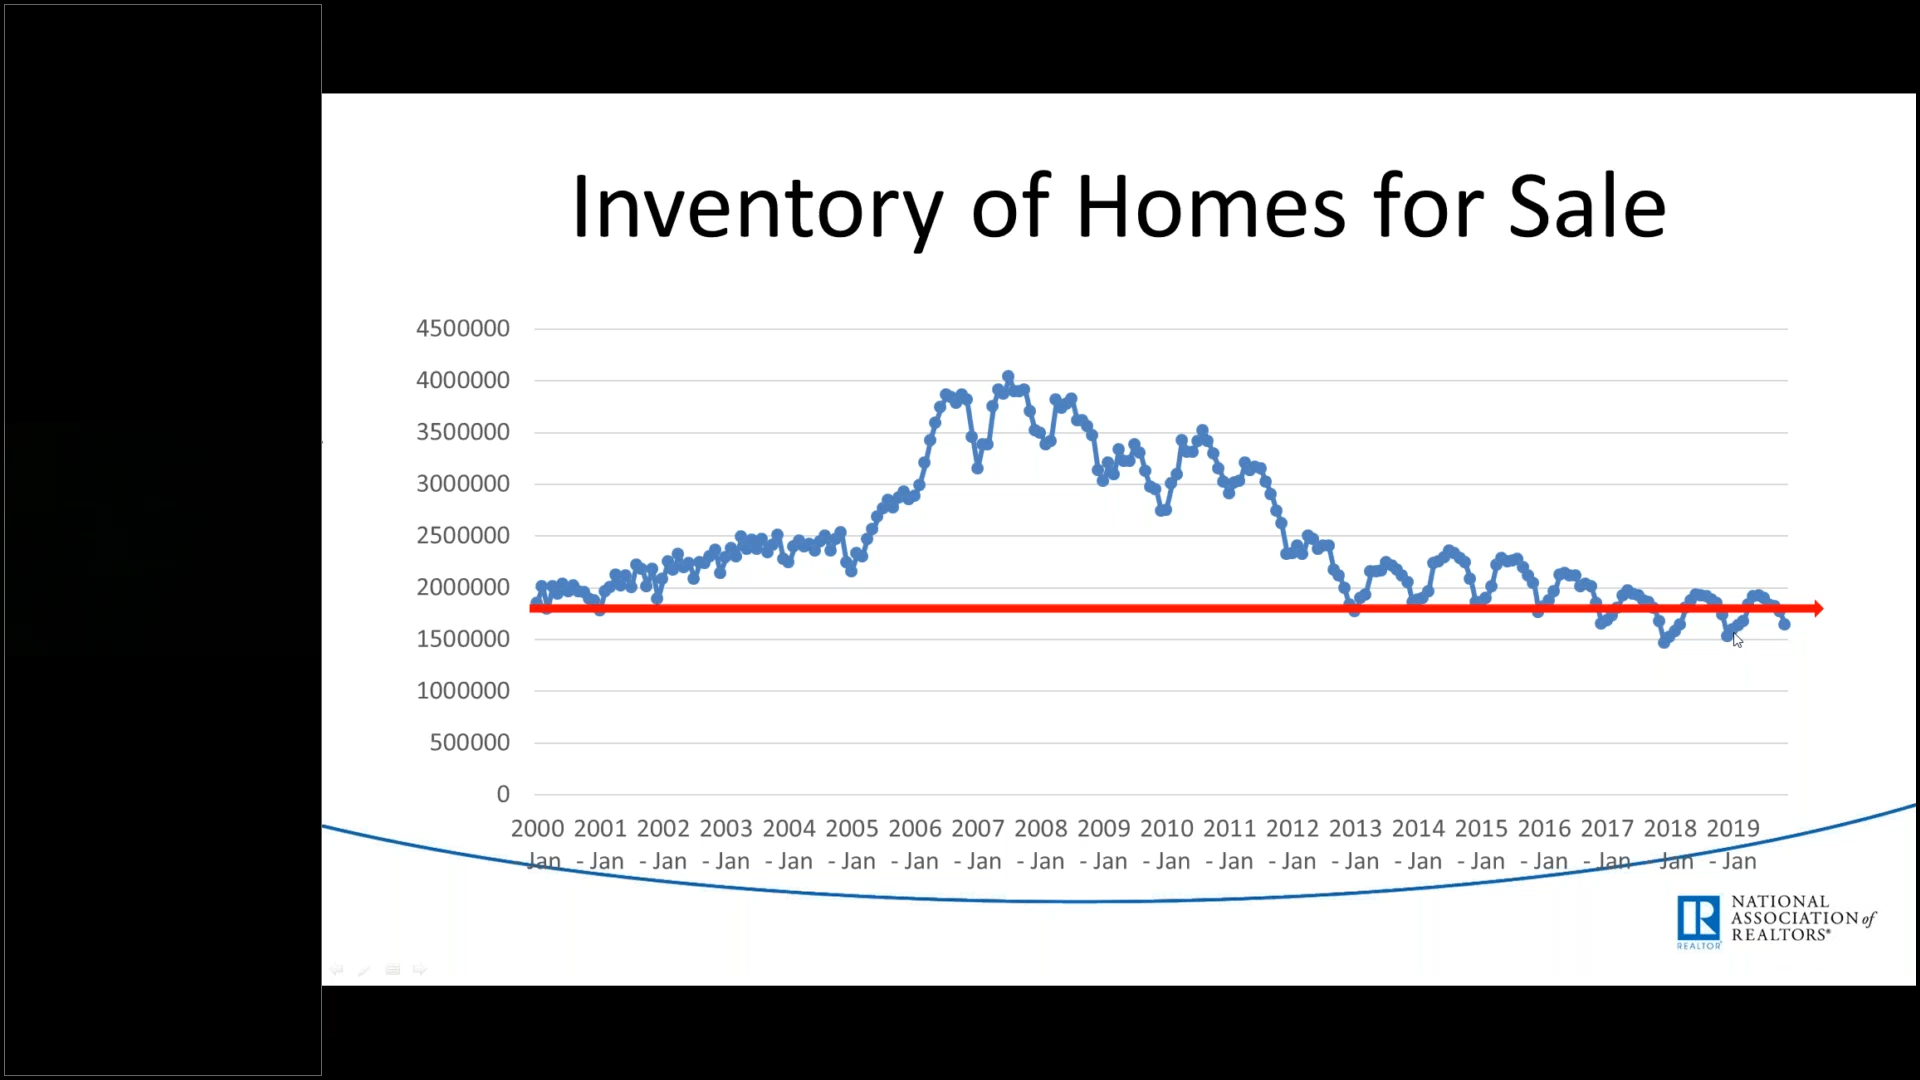 Inventory of Homes for Sale
4500000
4000000
3500000
3000000
2500000
2000000
1500000
1000000
500000
0
2000 2001 2002 2003 2004 2005 2006 2007 2008 2009 2010 2011 2012 2013 2014 2015 2016 2017 2018 2019
Jan - Jan - Jan - Jan - Jan - Jan - Jan - Jan - Jan - Jan - Jan - Jan - Jan - Jan - Jan - Jan - Jan - Jan Jan - Jan
NATIONAL
ASSOCIATION of
REALTORS®
REALTOR®